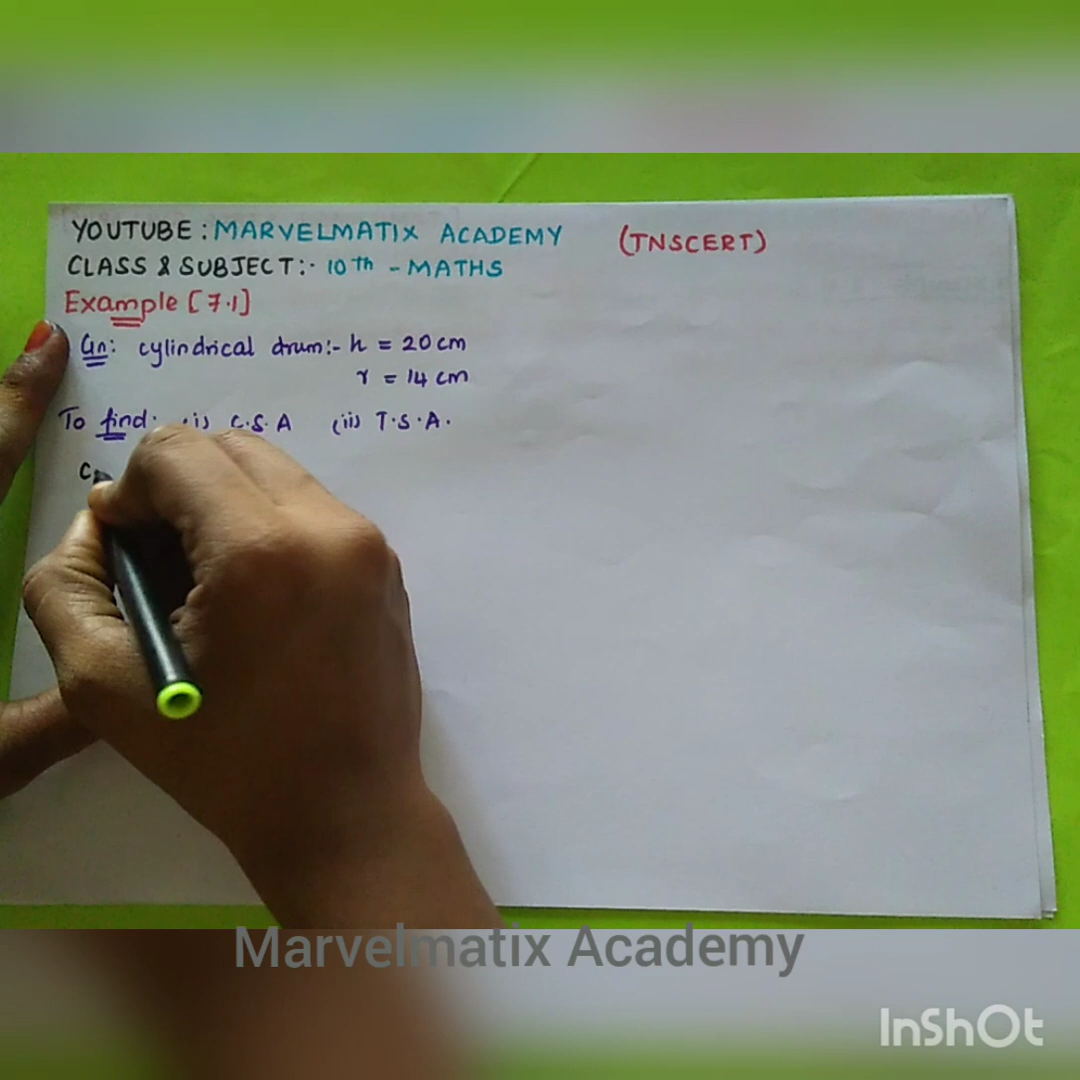 YOUTUBE : MARVELMATIX ACADEMY (TNSCERT)
CLASS & SUBJECT:- 10th - MATHS
Example [7.1]
Gn: cylindrical drum:- h = 20 cm
r = 14 cm
To find: (i) C.S.A (ii) T.S.A.
C
Marvelmatix Academy
InShOt